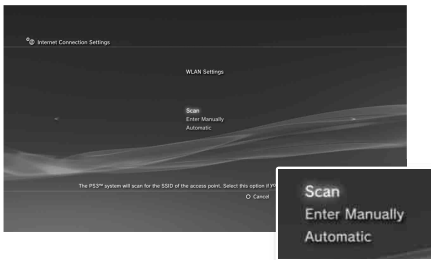 Internet Connection Settings
WLAN Settings
Scan
Enter Manually
Automatic
The PS3™ system will scan for the SSID of the access point. Select this option if
Cancel
Scan
Enter Manually
Automatic